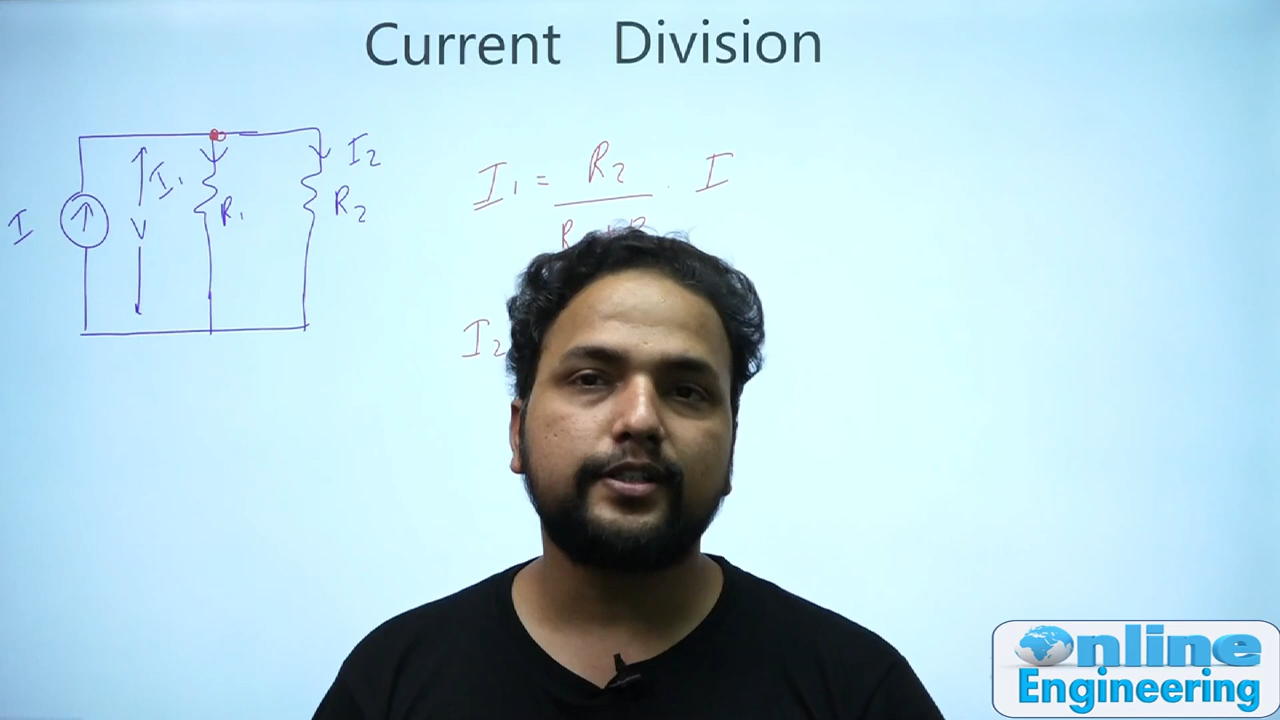 Current Division
I
V
I₁
R₁
I₂
R₂
I₁ = R₂ / R + R . I
I₂
Online
Engineering